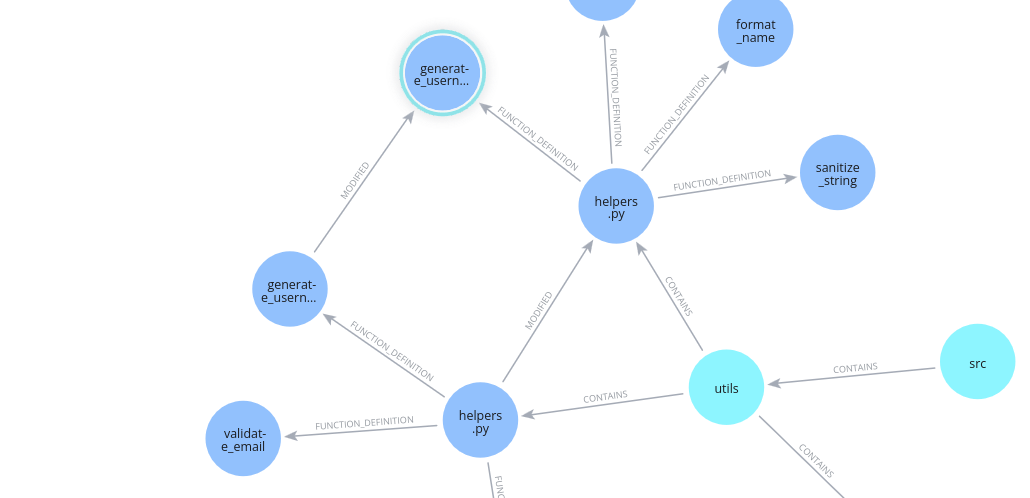 format
_name
generat-
e_usern...
FUNCTION_DEFINITION
FUNCTION_DEFINITION
FUNCTION_DEFINITION
MODIFIED
sanitize
_string
FUNCTION_DEFINITION
helpers
.py
generat-
e_usern...
MODIFIED
CONTAINS
FUNCTION_DEFINITION
src
CONTAINS
utils
CONTAINS
helpers
.py
validat-
e_email
FUNCTION_DEFINITION
CONTAINS
FUNC